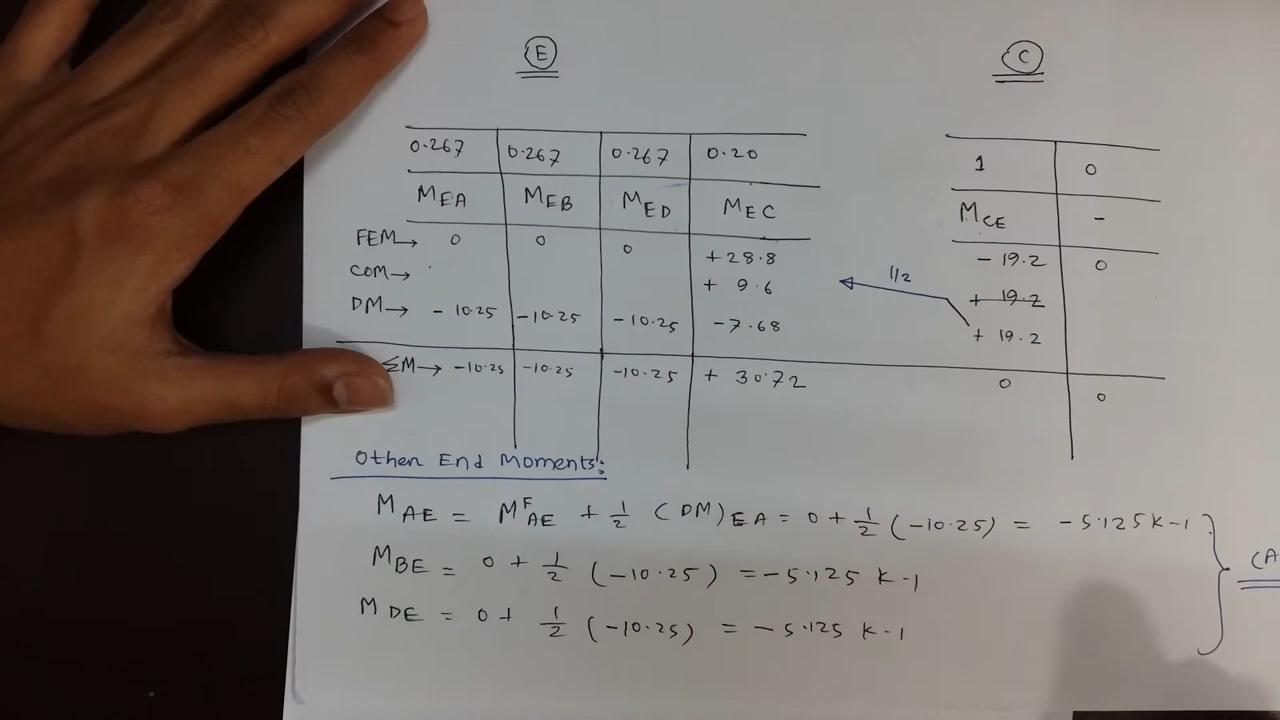 E C
0.267 0.267 0.267 0.20 1 0
MEA MEB MED MEC MCE -
FEM→ 0 0 0 +28.8 - 19.2 0
COM→ + 9.6 1/2 + 19.2
DM→ - 10.25 -10.25 -10.25 -7.68 + 19.2
ΣM→ -10.25 -10.25 -10.25 + 30.72 0 0
Other End Moments:
M AE = M^F AE + 1/2 (DM) EA = 0 + 1/2 (-10.25) = -5.125 K-1
M BE = 0 + 1/2 (-10.25) = -5.125 K-1
(A
M DE = 0 + 1/2 (-10.25) = -5.125 K-1